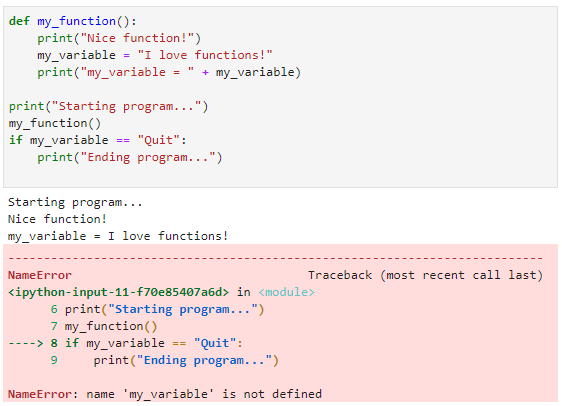 def my_function():
    print("Nice function!")
    my_variable = "I love functions!"
    print("my_variable = " + my_variable)

print("Starting program...")
my_function()
if my_variable == "Quit":
    print("Ending program...")

Starting program...
Nice function!
my_variable = I love functions!
---------------------------------------------------------------------------
NameError                                 Traceback (most recent call last)
<ipython-input-11-f70e85407a6d> in <module>
      6 print("Starting program...")
      7 my_function()
----> 8 if my_variable == "Quit":
      9     print("Ending program...")

NameError: name 'my_variable' is not defined